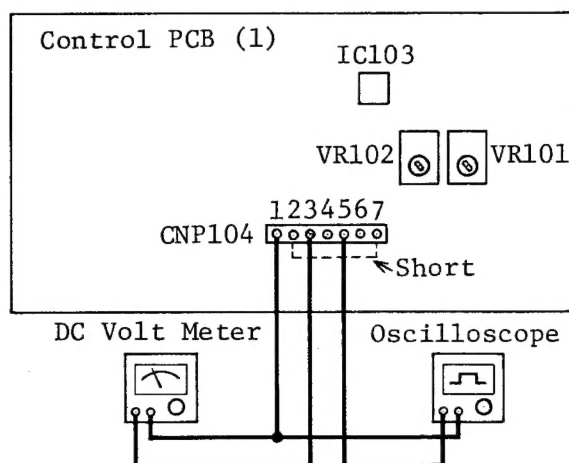 Control PCB (1)
IC103
VR102 VR101
1234567
CNP104
Short
DC Volt Meter Oscilloscope